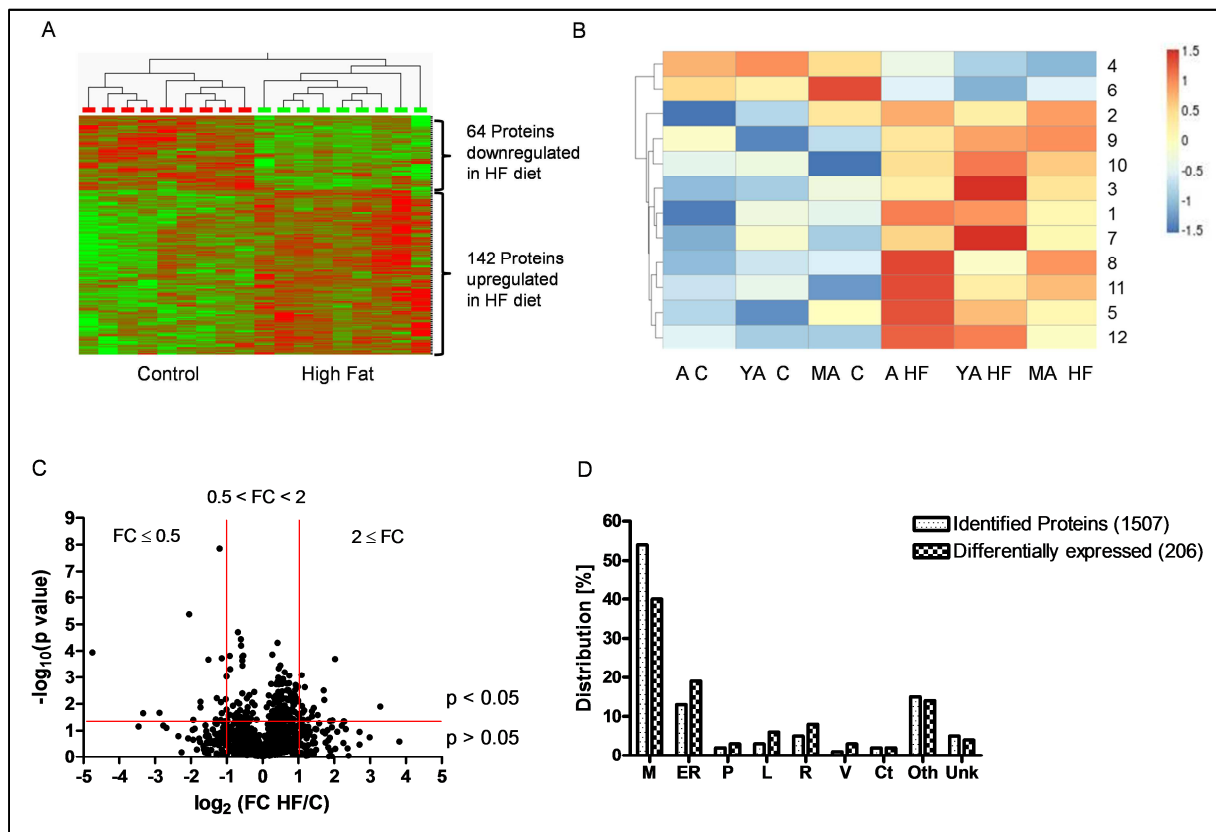 A
64 Proteins
downregulated
in HF diet
142 Proteins
upregulated
in HF diet
Control
High Fat
B
4
6
2
9
10
3
1
7
8
11
5
12
1.5
1
0.5
0
-0.5
-1
-1.5
A C
YA C
MA C
A HF
YA HF
MA HF
C
0.5 < FC < 2
FC ≤ 0.5
2 ≤ FC
9
8
7
6
5
4
3
2
1
0
-log10(p value)
p < 0.05
p > 0.05
-5 -4 -3 -2 -1 0 1 2 3 4 5
log2 (FC HF/C)
D
Identified Proteins (1507)
Differentially expressed (206)
60
50
40
30
20
10
0
Distribution [%]
M ER P L R V Ct Oth Unk